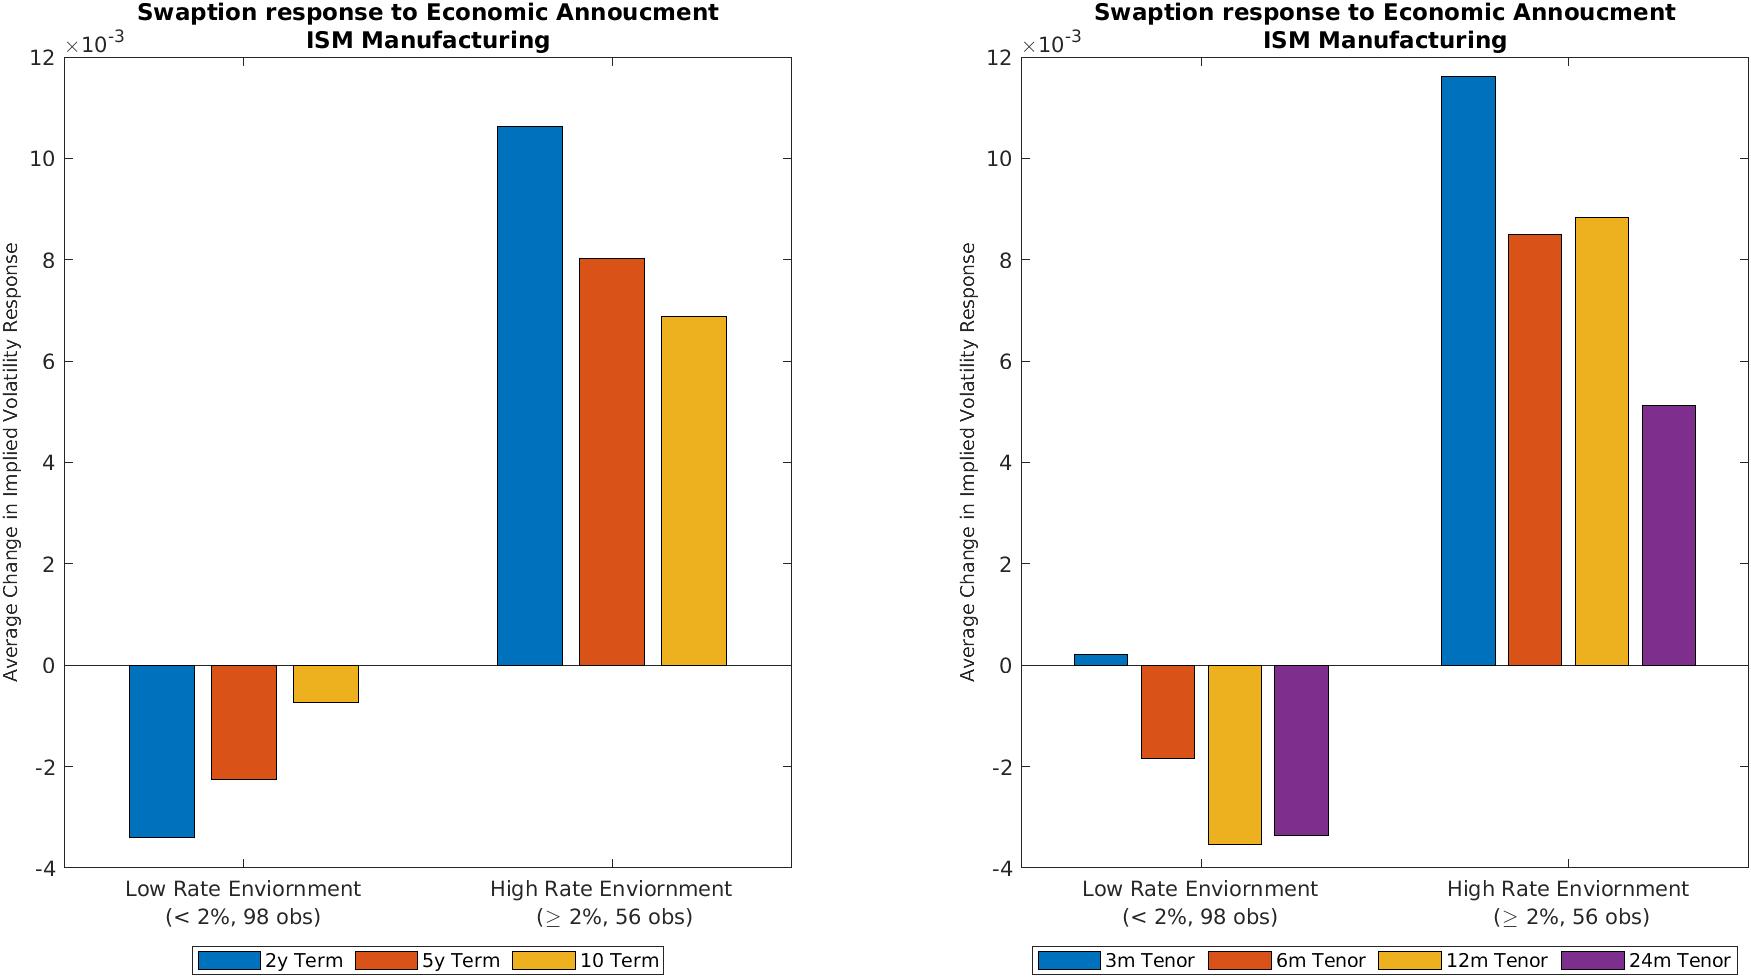 Swaption response to Economic Annoucment
ISM Manufacturing
×10-3
12
10
8
6
4
2
0
-2
-4
Average Change in Implied Volatility Response
Low Rate Enviornment
(< 2%, 98 obs)
High Rate Enviornment
(≥ 2%, 56 obs)
2y Term
5y Term
10 Term
Swaption response to Economic Annoucment
ISM Manufacturing
×10-3
12
10
8
6
4
2
0
-2
-4
Average Change in Implied Volatility Response
Low Rate Enviornment
(< 2%, 98 obs)
High Rate Enviornment
(≥ 2%, 56 obs)
3m Tenor
6m Tenor
12m Tenor
24m Tenor